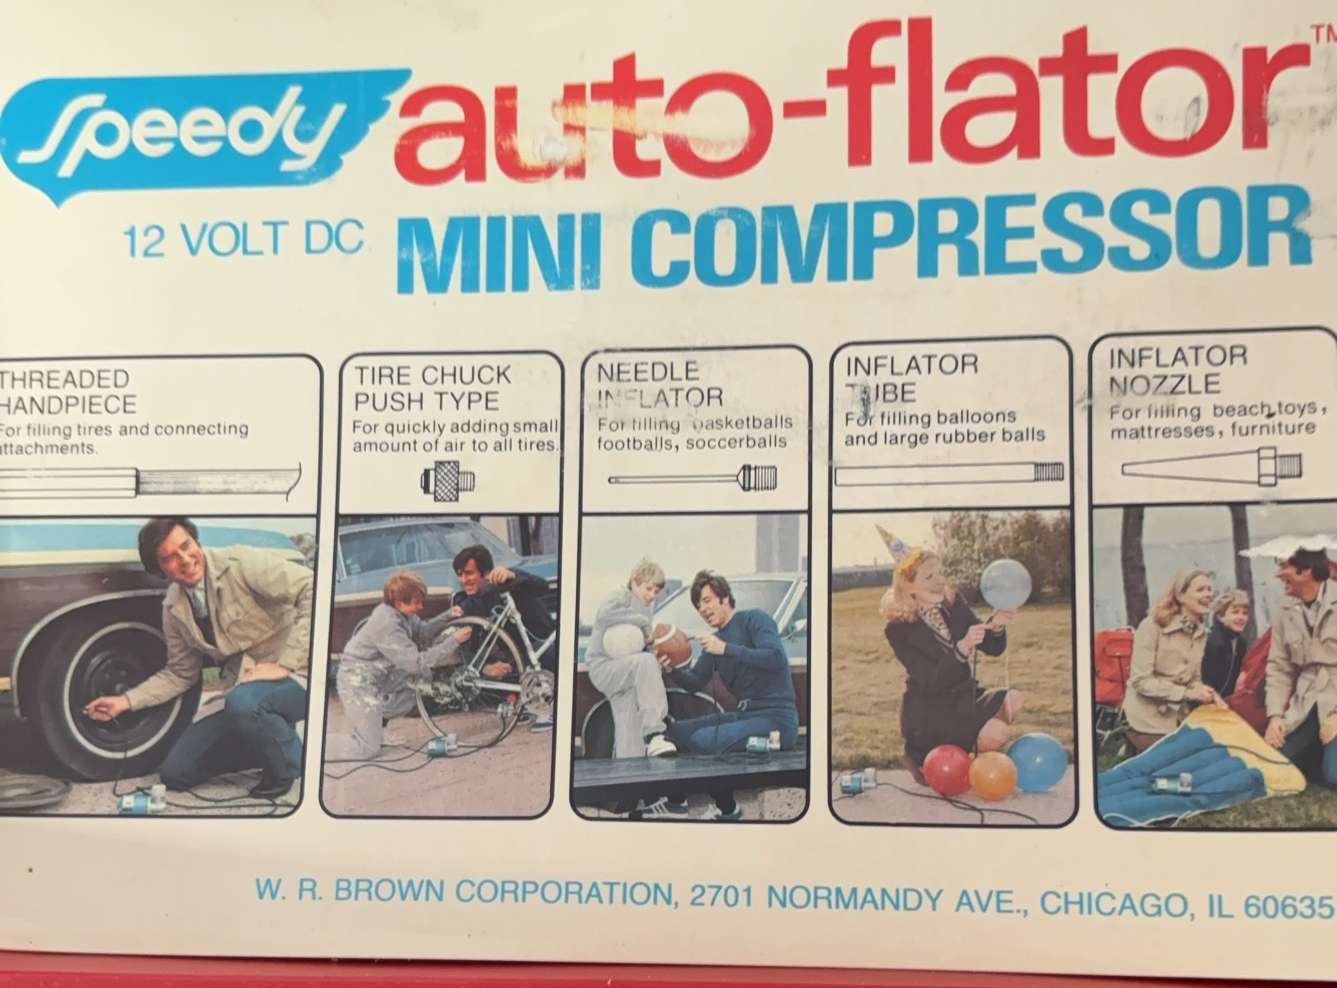 Speedy auto-flator TM
12 VOLT DC MINI COMPRESSOR
THREADED
HANDPIECE
For filling tires and connecting
attachments.
TIRE CHUCK
PUSH TYPE
For quickly adding small
amount of air to all tires.
NEEDLE
INFLATOR
For filling basketballs
footballs, soccerballs
INFLATOR
TUBE
For filling balloons
and large rubber balls
INFLATOR
NOZZLE
For filling beach toys,
mattresses, furniture
W. R. BROWN CORPORATION, 2701 NORMANDY AVE., CHICAGO, IL 60635